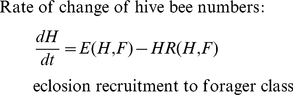 Rate of change of hive bee numbers:
dH/dt = E(H,F) − HR(H,F)
eclosion recruitment to forager class